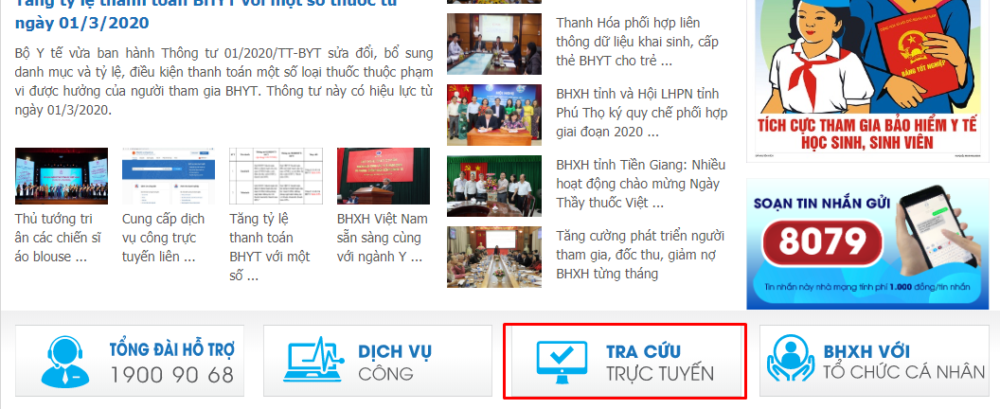 Tăng tỷ lệ thanh toán BHYT với một số thuốc từ
ngày 01/3/2020
Bộ Y tế vừa ban hành Thông tư 01/2020/TT-BYT sửa đổi, bổ sung
danh mục và tỷ lệ, điều kiện thanh toán một số loại thuốc thuộc phạm
vi được hưởng của người tham gia BHYT. Thông tư này có hiệu lực từ
ngày 01/03/2020.
Thủ tướng tri
ân các chiến sĩ
áo blouse ...
Cung cấp dịch
vụ công trực
tuyến liên ...
Tăng tỷ lệ
thanh toán
BHYT với một
số ...
BHXH Việt Nam
sẵn sàng cùng
với ngành Y ...
Thanh Hóa phối hợp liên
thông dữ liệu khai sinh, cấp
thẻ BHYT cho trẻ ...
BHXH tỉnh và Hội LHPN tỉnh
Phú Thọ ký quy chế phối hợp
giai đoạn 2020 ...
BHXH tỉnh Tiền Giang: Nhiều
hoạt động chào mừng Ngày
Thầy thuốc Việt ...
Tăng cường phát triển người
tham gia, đốc thu, giảm nợ
BHXH từng tháng
BẰNG TỐT NGHIỆP
TÍCH CỰC THAM GIA BẢO HIỂM Y TẾ
HỌC SINH, SINH VIÊN
SOẠN TIN NHẮN GỬI
8079
Tin nhắn này nhà mạng tính phí 1.000 đồng/tin nhắn
TỔNG ĐÀI HỖ TRỢ
1900 90 68
DỊCH VỤ
CÔNG
TRA CỨU
TRỰC TUYẾN
BHXH VỚI
TỔ CHỨC CÁ NHÂN